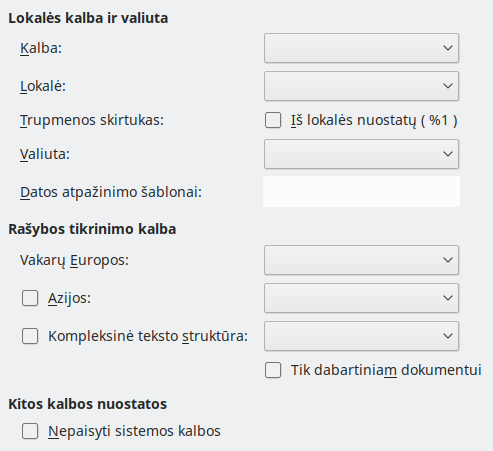 Lokalės kalba ir valiuta
Kalba:
Lokalė:
Trupmenos skirtukas:
Iš lokalės nuostatų ( %1 )
Valiuta:
Datos atpažinimo šablonai:
Rašybos tikrinimo kalba
Vakarų Europos:
Azijos:
Kompleksinė teksto struktūra:
Tik dabartiniam dokumentui
Kitos kalbos nuostatos
Nepaisyti sistemos kalbos